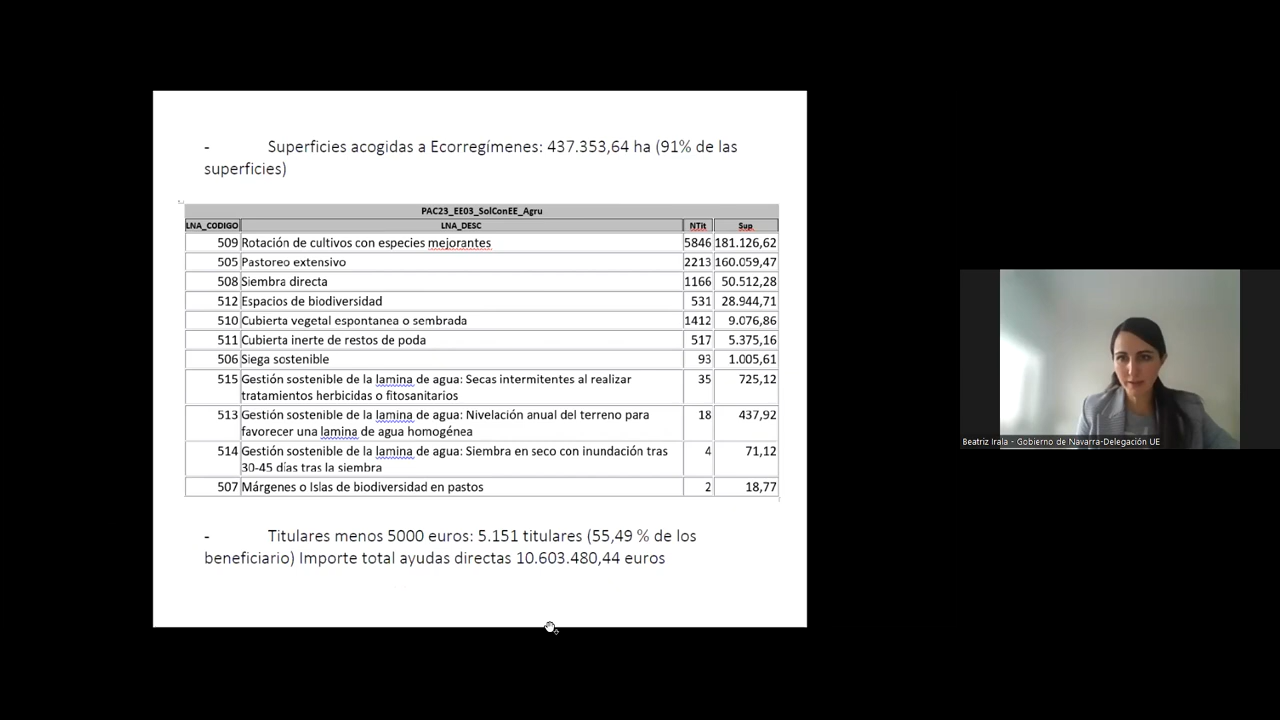 - Superficies acogidas a Ecorregímenes: 437.353,64 ha (91% de las
superficies)
PAC23_EE03_SolConEE_Agru
LNA_CODIGO LNA_DESC NTit Sup
509 Rotación de cultivos con especies mejorantes 5846 181.126,62
505 Pastoreo extensivo 2213 160.059,47
508 Siembra directa 1166 50.512,28
512 Espacios de biodiversidad 531 28.944,71
510 Cubierta vegetal espontanea o sembrada 1412 9.076,86
511 Cubierta inerte de restos de poda 517 5.375,16
506 Siega sostenible 93 1.005,61
515 Gestión sostenible de la lamina de agua: Secas intermitentes al realizar 35 725,12
tratamientos herbicidas o fitosanitarios
513 Gestión sostenible de la lamina de agua: Nivelación anual del terreno para 18 437,92
favorecer una lamina de agua homogénea
514 Gestión sostenible de la lamina de agua: Siembra en seco con inundación tras 4 71,12
30-45 días tras la siembra
507 Márgenes o Islas de biodiversidad en pastos 2 18,77
- Titulares menos 5000 euros: 5.151 titulares (55,49 % de los
beneficiario) Importe total ayudas directas 10.603.480,44 euros
Beatriz Irala - Gobierno de Navarra-Delegación UE